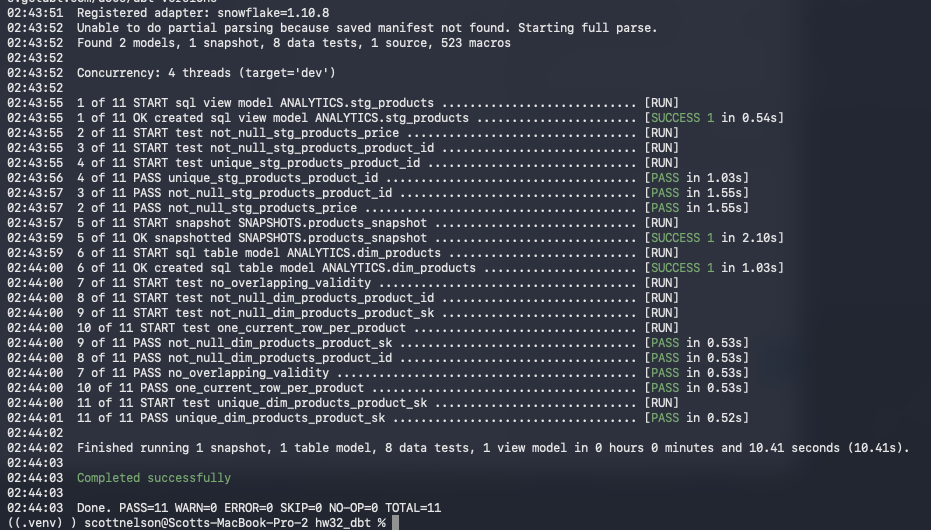 02:43:51  Registered adapter: snowflake=1.10.8
02:43:52  Unable to do partial parsing because saved manifest not found. Starting full parse.
02:43:52  Found 2 models, 1 snapshot, 8 data tests, 1 source, 523 macros
02:43:52
02:43:52  Concurrency: 4 threads (target='dev')
02:43:52
02:43:55  1 of 11 START sql view model ANALYTICS.stg_products ............................ [RUN]
02:43:55  1 of 11 OK created sql view model ANALYTICS.stg_products ....................... [SUCCESS 1 in 0.54s]
02:43:55  2 of 11 START test not_null_stg_products_price ................................. [RUN]
02:43:55  3 of 11 START test not_null_stg_products_product_id ............................ [RUN]
02:43:55  4 of 11 START test unique_stg_products_product_id .............................. [RUN]
02:43:56  4 of 11 PASS unique_stg_products_product_id .................................... [PASS in 1.03s]
02:43:57  3 of 11 PASS not_null_stg_products_product_id .................................. [PASS in 1.55s]
02:43:57  2 of 11 PASS not_null_stg_products_price ....................................... [PASS in 1.55s]
02:43:57  5 of 11 START snapshot SNAPSHOTS.products_snapshot ............................. [RUN]
02:43:59  5 of 11 OK snapshotted SNAPSHOTS.products_snapshot ............................. [SUCCESS 1 in 2.10s]
02:43:59  6 of 11 START sql table model ANALYTICS.dim_products ........................... [RUN]
02:44:00  6 of 11 OK created sql table model ANALYTICS.dim_products ...................... [SUCCESS 1 in 1.03s]
02:44:00  7 of 11 START test no_overlapping_validity ..................................... [RUN]
02:44:00  8 of 11 START test not_null_dim_products_product_id ............................ [RUN]
02:44:00  9 of 11 START test not_null_dim_products_product_sk ............................ [RUN]
02:44:00  10 of 11 START test one_current_row_per_product ................................ [RUN]
02:44:00  9 of 11 PASS not_null_dim_products_product_sk .................................. [PASS in 0.53s]
02:44:00  8 of 11 PASS not_null_dim_products_product_id .................................. [PASS in 0.53s]
02:44:00  7 of 11 PASS no_overlapping_validity ........................................... [PASS in 0.53s]
02:44:00  10 of 11 PASS one_current_row_per_product ...................................... [PASS in 0.53s]
02:44:00  11 of 11 START test unique_dim_products_product_sk ............................. [RUN]
02:44:01  11 of 11 PASS unique_dim_products_product_sk ................................... [PASS in 0.52s]
02:44:02
02:44:02  Finished running 1 snapshot, 1 table model, 8 data tests, 1 view model in 0 hours 0 minutes and 10.41 seconds (10.41s).
02:44:03
02:44:03  Completed successfully
02:44:03
02:44:03  Done. PASS=11 WARN=0 ERROR=0 SKIP=0 NO-OP=0 TOTAL=11
((.venv) ) scottnelson@Scotts-MacBook-Pro-2 hw32_dbt %